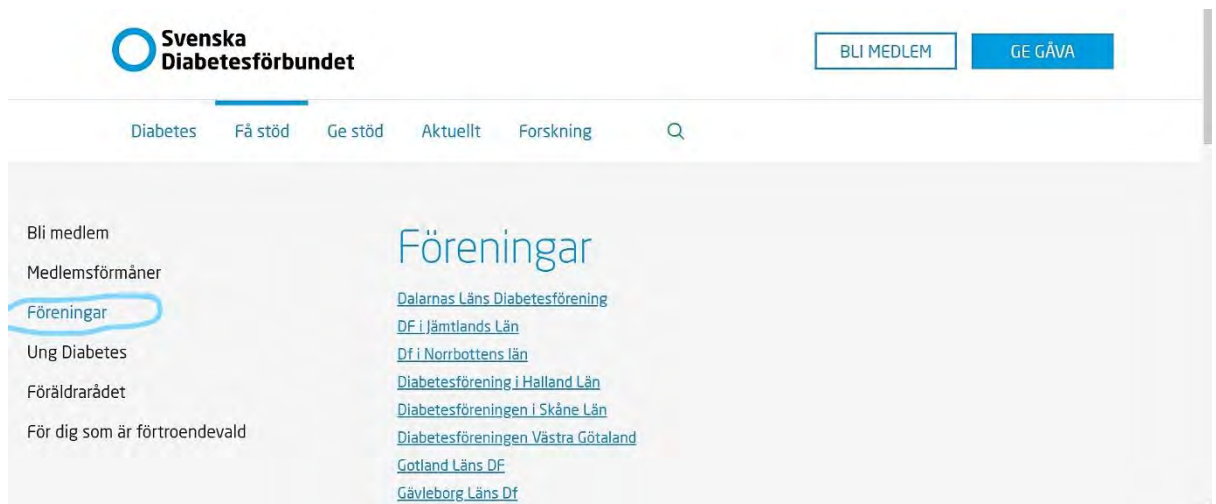 Svenska
Diabetesförbundet
BLI MEDLEM
GE GÅVA
Diabetes Få stöd Ge stöd Aktuellt Forskning
Bli medlem
Medlemsförmåner
Föreningar
Ung Diabetes
Föräldrarådet
För dig som är förtroendevald
Föreningar
Dalarnas Läns Diabetesförening
DF i Jämtlands Län
Df i Norrbottens län
Diabetesförening i Halland Län
Diabetesföreningen i Skåne Län
Diabetesföreningen Västra Götaland
Gotland Läns DF
Gävleborg Läns Df